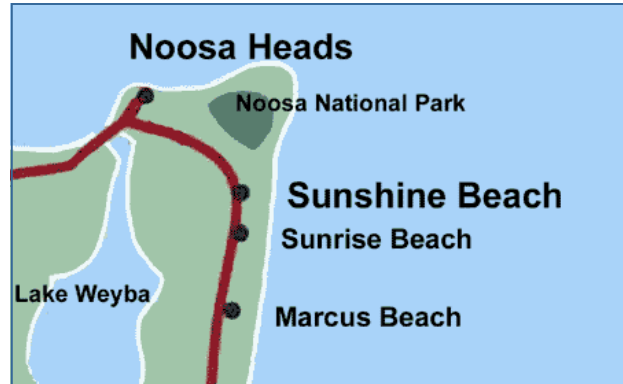 Noosa Heads
Noosa National Park
Sunshine Beach
Sunrise Beach
Lake Weyba
Marcus Beach